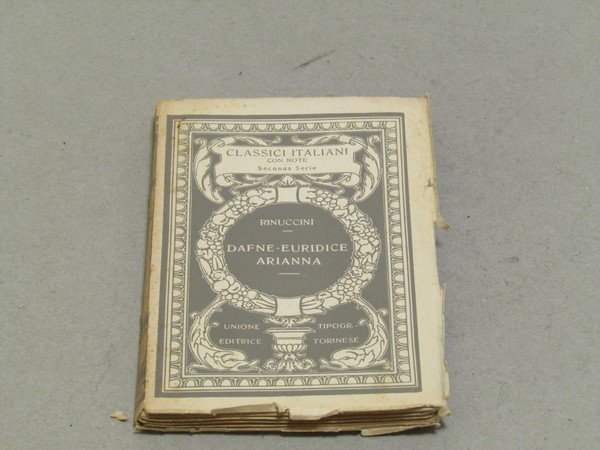 CLASSICI ITALIANI
CON NOTE
Seconda Serie
RINUCCINI
DAFNE-EURIDICE
ARIANNA
UNIONE TIPOGR.
EDITRICE TORINESE